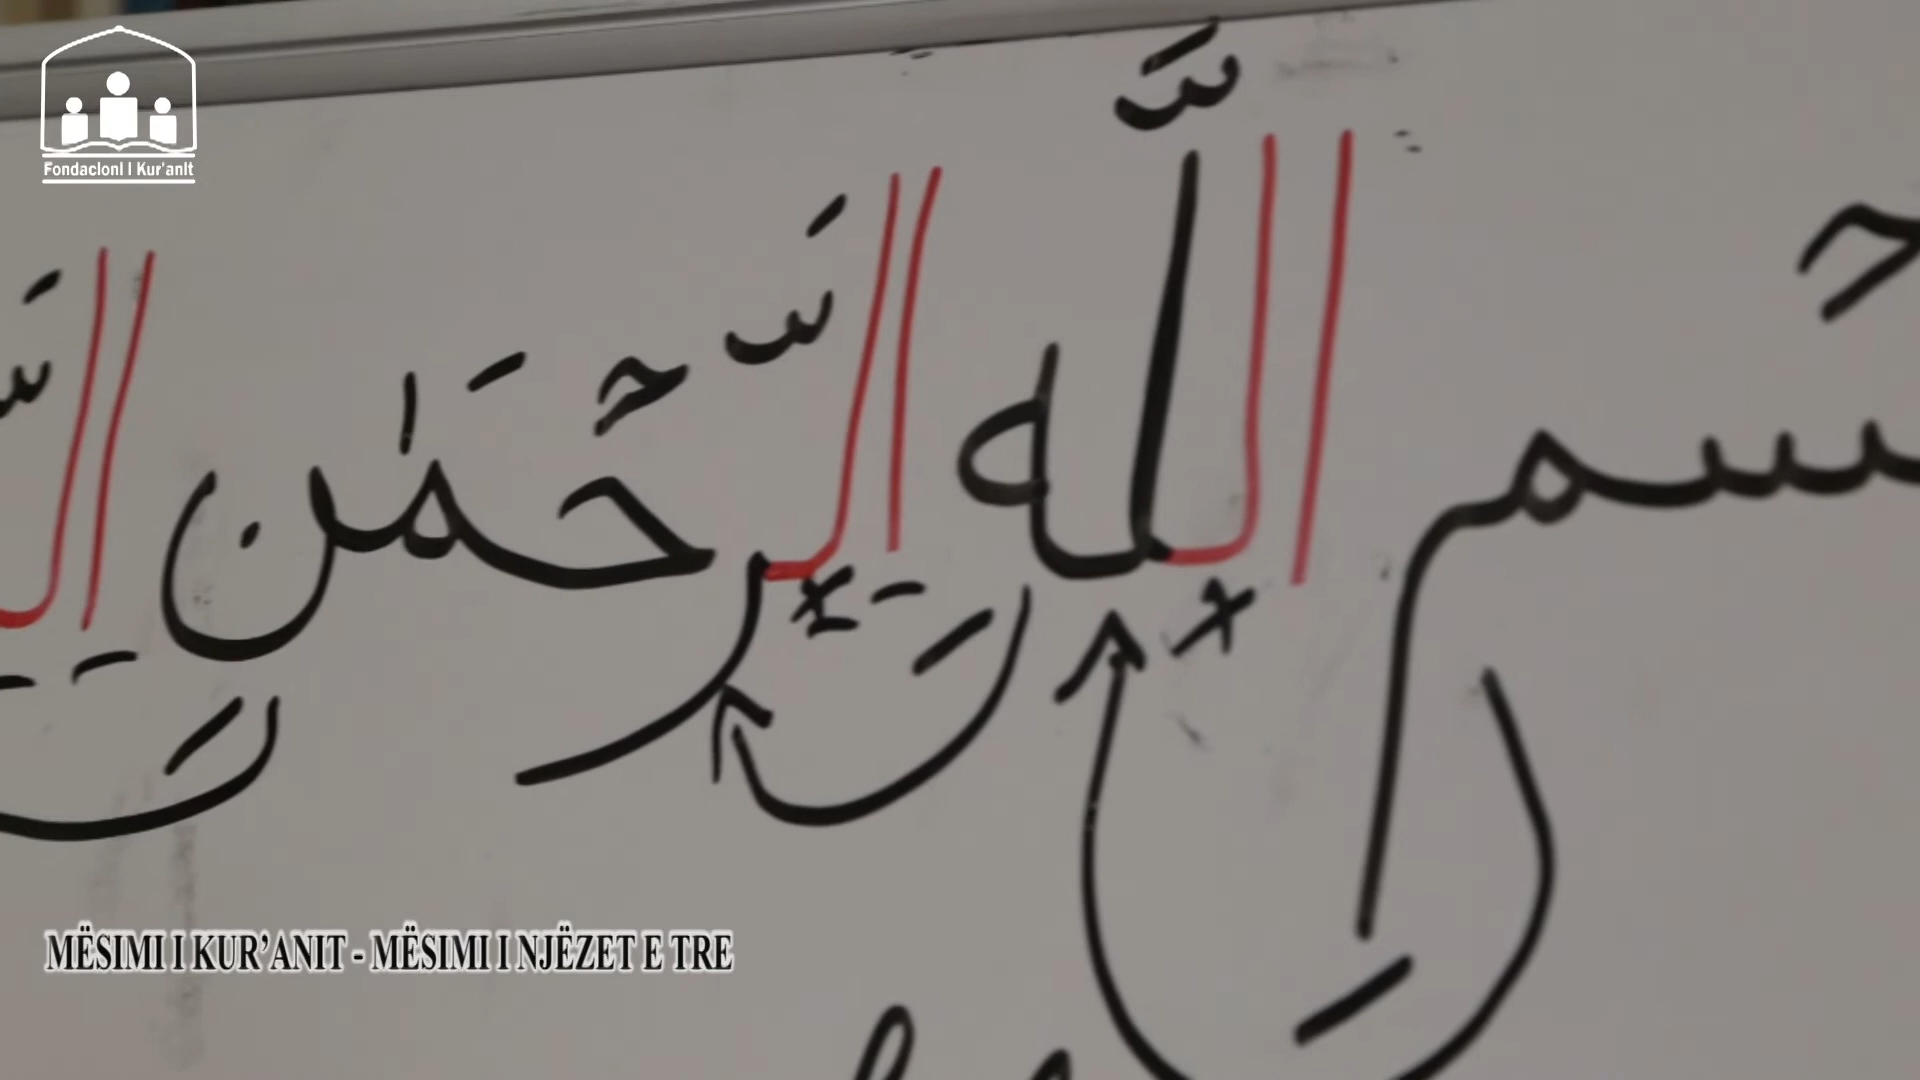 Fondacioni i Kur'anit
سْمِ اللَّهِ الرَّحْمَٰنِ
MËSIMI I KUR'ANIT - MËSIMI I NJËZET E TRE